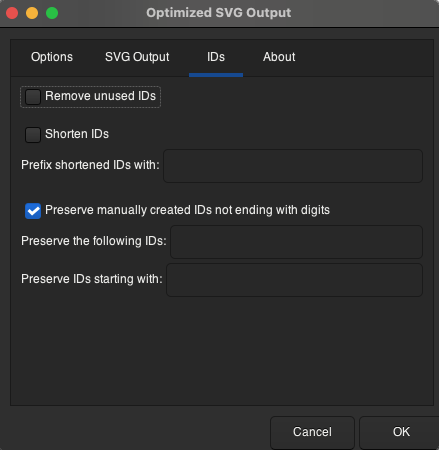 Optimized SVG Output
Options SVG Output IDs About
Remove unused IDs
Shorten IDs
Prefix shortened IDs with:
Preserve manually created IDs not ending with digits
Preserve the following IDs:
Preserve IDs starting with:
Cancel OK